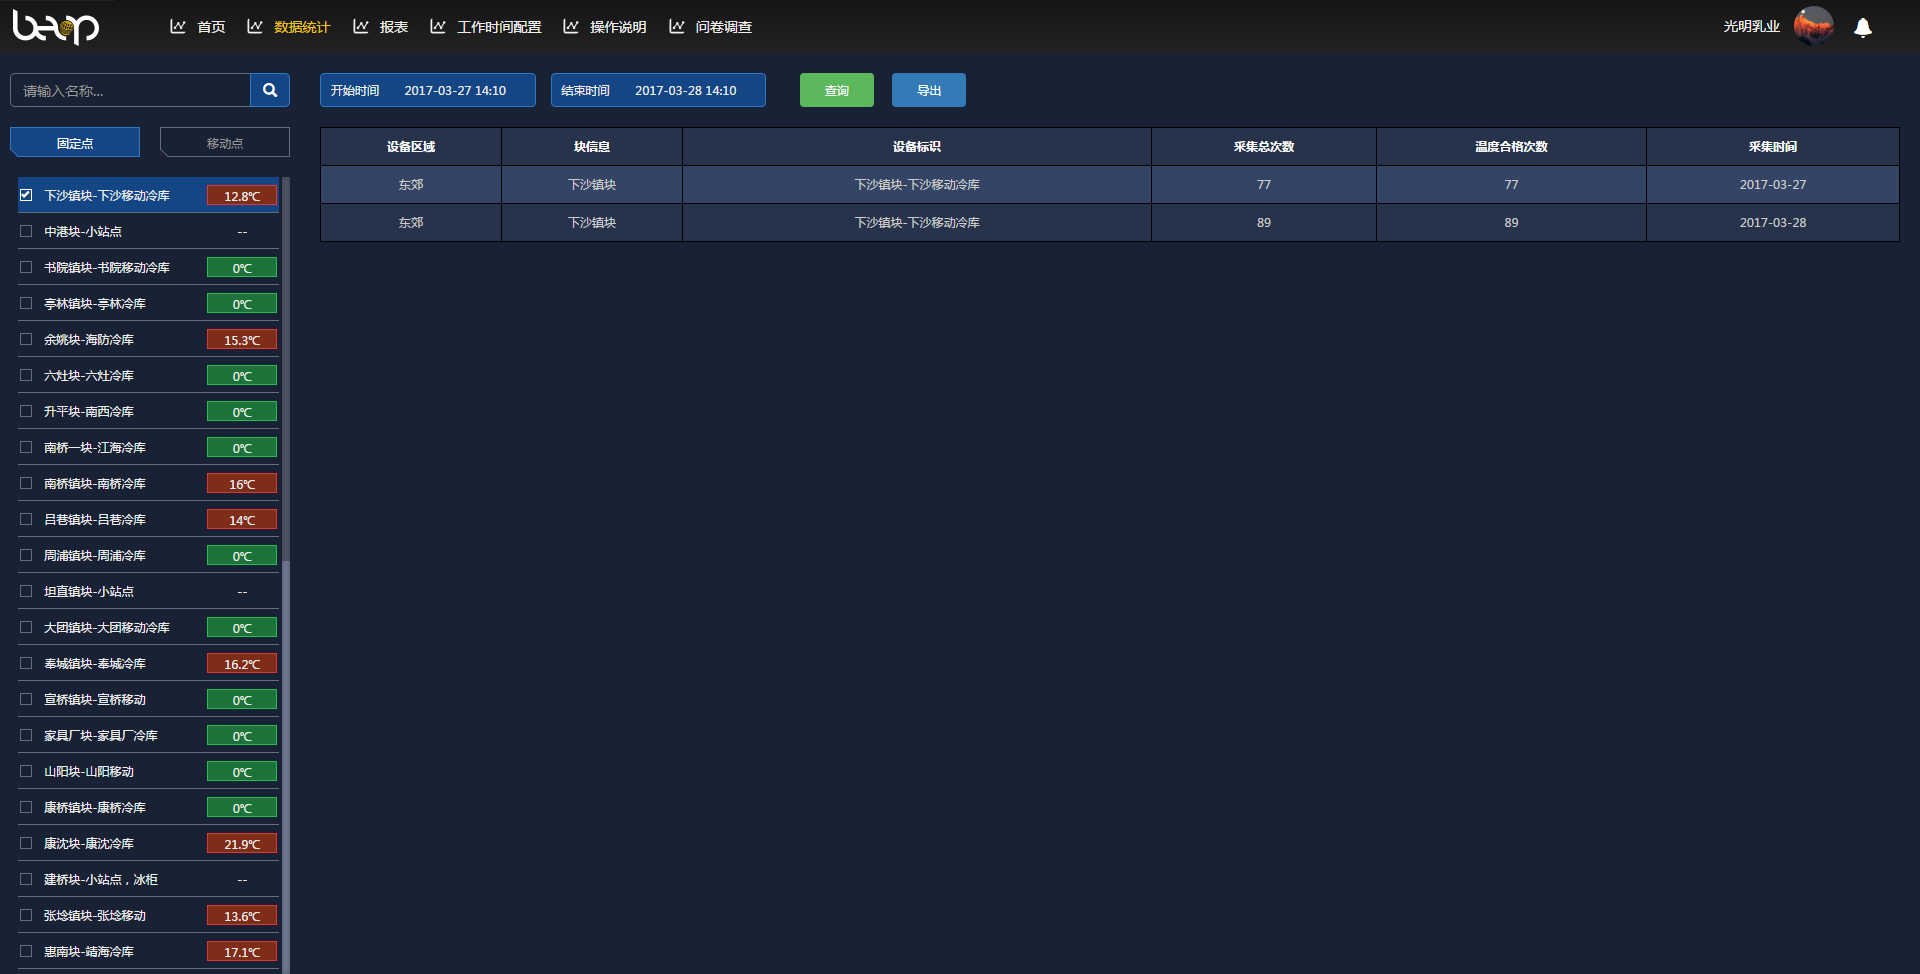 beop
首页
数据统计
报表
工作时间配置
操作说明
问卷调查
光明乳业
请输入名称...
开始时间 2017-03-27 14:10
结束时间 2017-03-28 14:10
查询
导出
固定点
移动点
下沙镇块-下沙移动冷库 12.8℃
中港块-小站点 --
书院镇块-书院移动冷库 0℃
亭林镇块-亭林冷库 0℃
余姚块-海防冷库 15.3℃
六灶块-六灶冷库 0℃
升平块-南西冷库 0℃
南桥一块-江海冷库 0℃
南桥镇块-南桥冷库 16℃
吕巷镇块-吕巷冷库 14℃
周浦镇块-周浦冷库 0℃
坦直镇块-小站点 --
大团镇块-大团移动冷库 0℃
奉城镇块-奉城冷库 16.2℃
宣桥镇块-宣桥移动 0℃
家具厂块-家具厂冷库 0℃
山阳块-山阳移动 0℃
康桥镇块-康桥冷库 0℃
康沈块-康沈冷库 21.9℃
建桥块-小站点，冰柜 --
张埝镇块-张埝移动 13.6℃
惠南块-靖海冷库 17.1℃
设备区域 块信息 设备标识 采集总次数 温度合格次数 采集时间
东郊 下沙镇块 下沙镇块-下沙移动冷库 77 77 2017-03-27
东郊 下沙镇块 下沙镇块-下沙移动冷库 89 89 2017-03-28